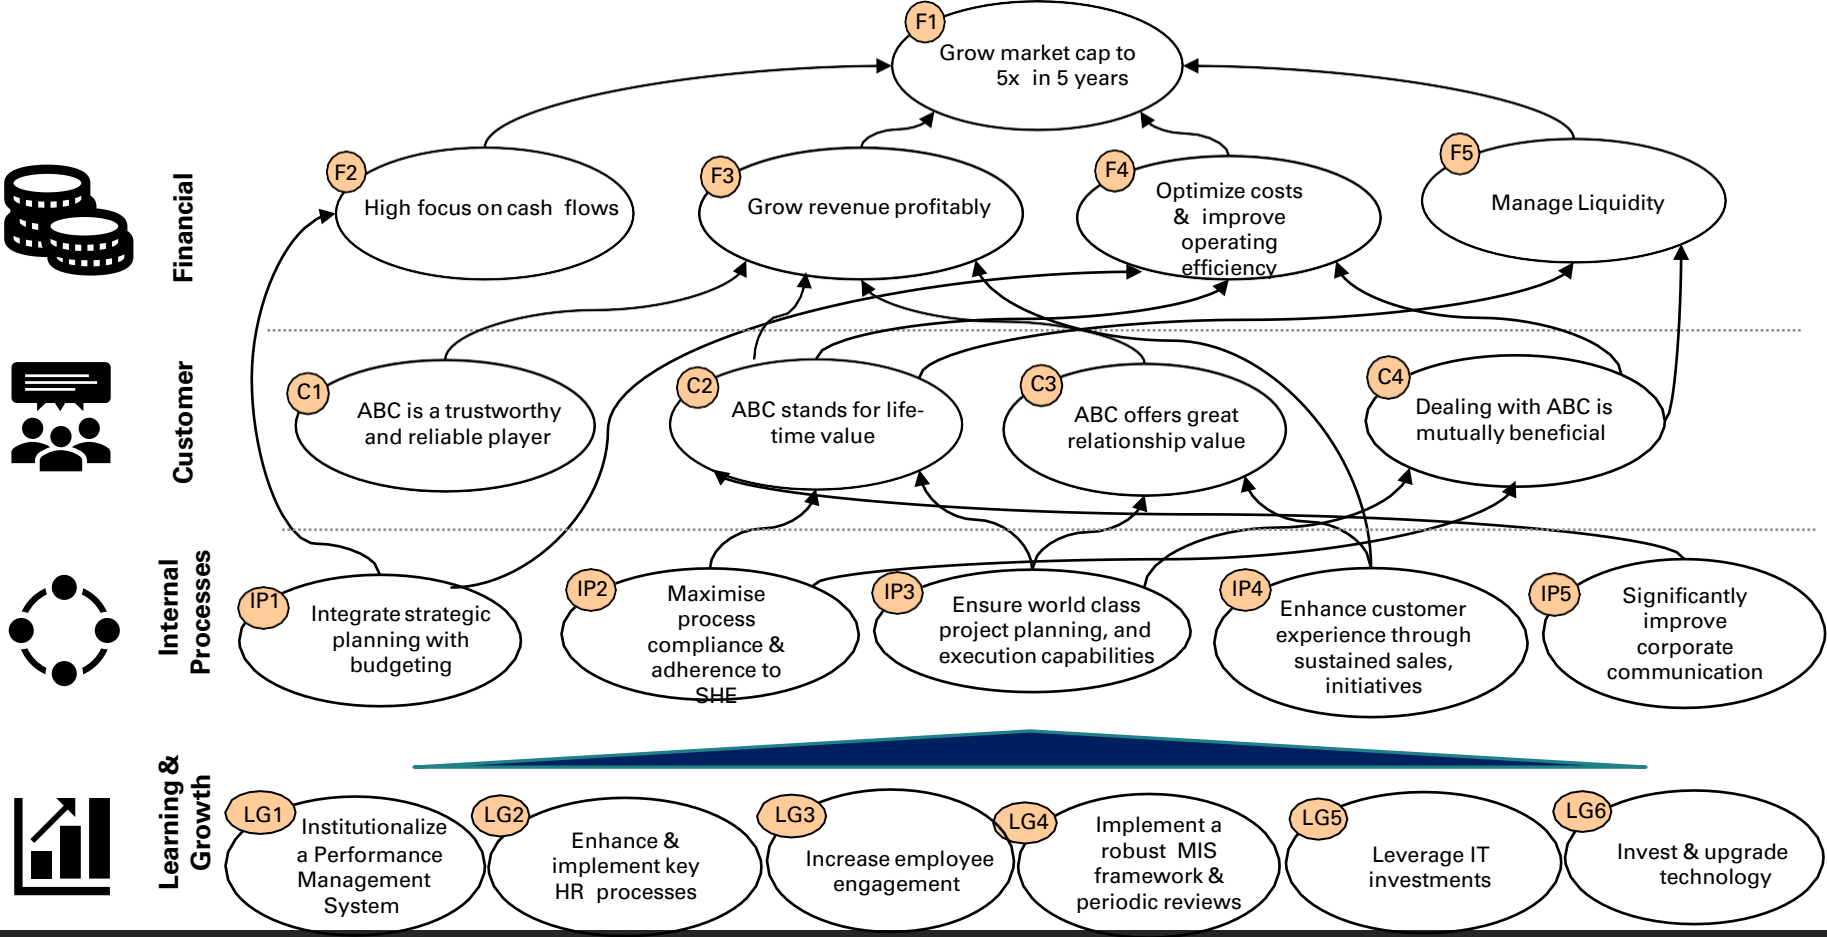 F1
Grow market cap to
5x in 5 years
Financial
F2
High focus on cash flows
F3
Grow revenue profitably
F4
Optimize costs
& improve
operating
efficiency
F5
Manage Liquidity
Customer
C1
ABC is a trustworthy
and reliable player
C2
ABC stands for life-
time value
C3
ABC offers great
relationship value
C4
Dealing with ABC is
mutually beneficial
Internal
Processes
IP1
Integrate strategic
planning with
budgeting
IP2
Maximise
process
compliance &
adherence to
SHE
IP3
Ensure world class
project planning, and
execution capabilities
IP4
Enhance customer
experience through
sustained sales,
initiatives
IP5
Significantly
improve
corporate
communication
Learning &
Growth
LG1
Institutionalize
a Performance
Management
System
LG2
Enhance &
implement key
HR processes
LG3
Increase employee
engagement
LG4
Implement a
robust MIS
framework &
periodic reviews
LG5
Leverage IT
investments
LG6
Invest & upgrade
technology